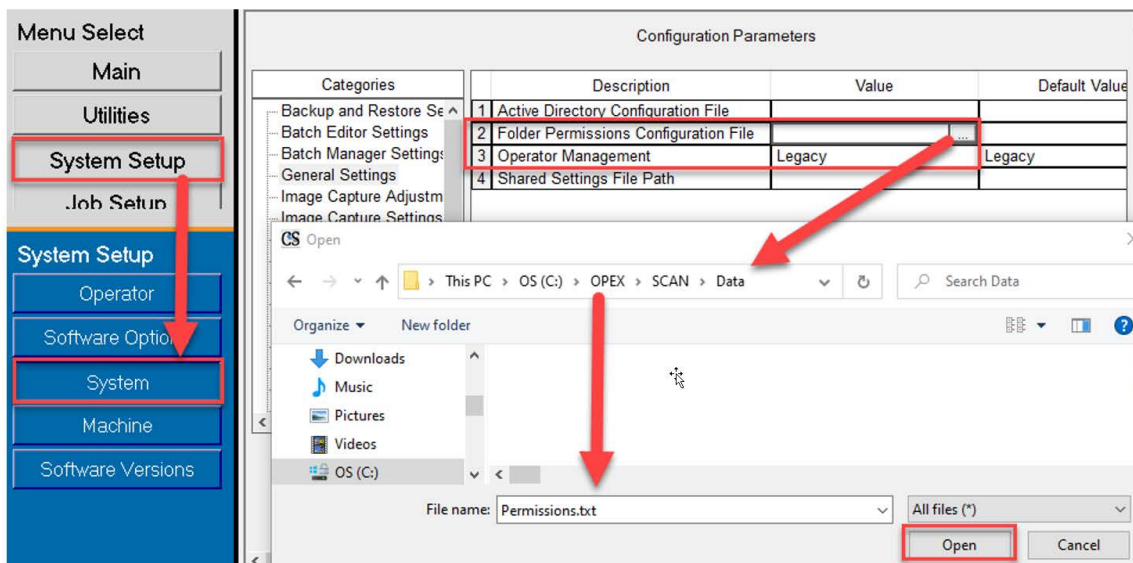 Menu Select
Main
Utilities
System Setup
Job Setup
System Setup
Operator
Software Option
System
Machine
Software Versions
Configuration Parameters
Categories
Backup and Restore Se
Batch Editor Settings
Batch Manager Settings
General Settings
Image Capture Adjustm
Image Capture Settings
Description Value Default Value
1 Active Directory Configuration File
2 Folder Permissions Configuration File ...
3 Operator Management Legacy Legacy
4 Shared Settings File Path
CS Open
This PC > OS (C:) > OPEX > SCAN > Data
Search Data
Organize New folder
Downloads
Music
Pictures
Videos
OS (C:)
File name: Permissions.txt All files (*)
Open Cancel